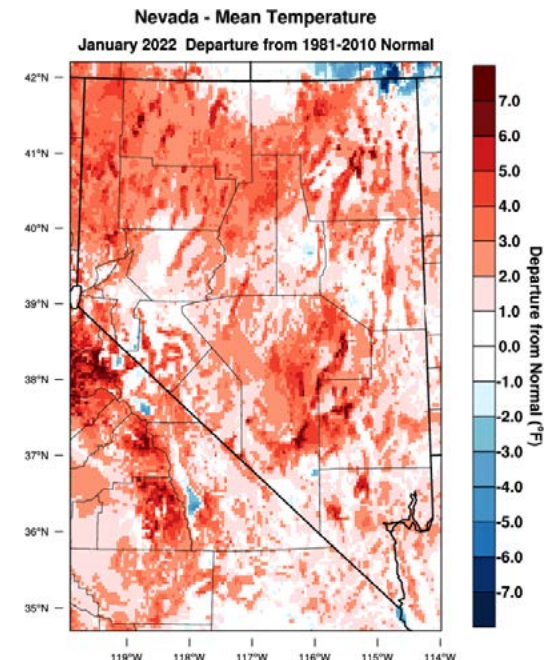 Nevada - Mean Temperature
January 2022 Departure from 1981-2010 Normal
42°N
41°N
40°N
39°N
38°N
37°N
36°N
35°N
119°W 118°W 117°W 116°W 115°W 114°W
7.0
6.0
5.0
4.0
3.0
2.0
1.0
0.0
-1.0
-2.0
-3.0
-4.0
-5.0
-6.0
-7.0
Departure from Normal (°F)